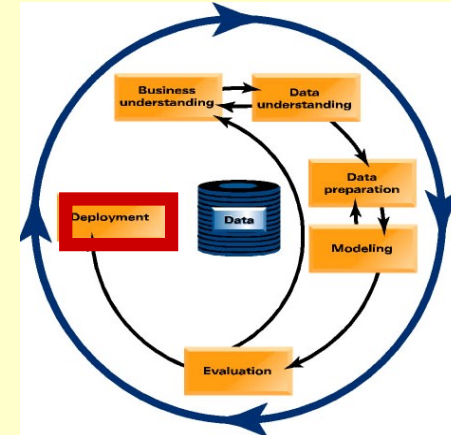 Business
understanding
Data
understanding
Data
preparation
Modeling
Evaluation
Deployment
Data